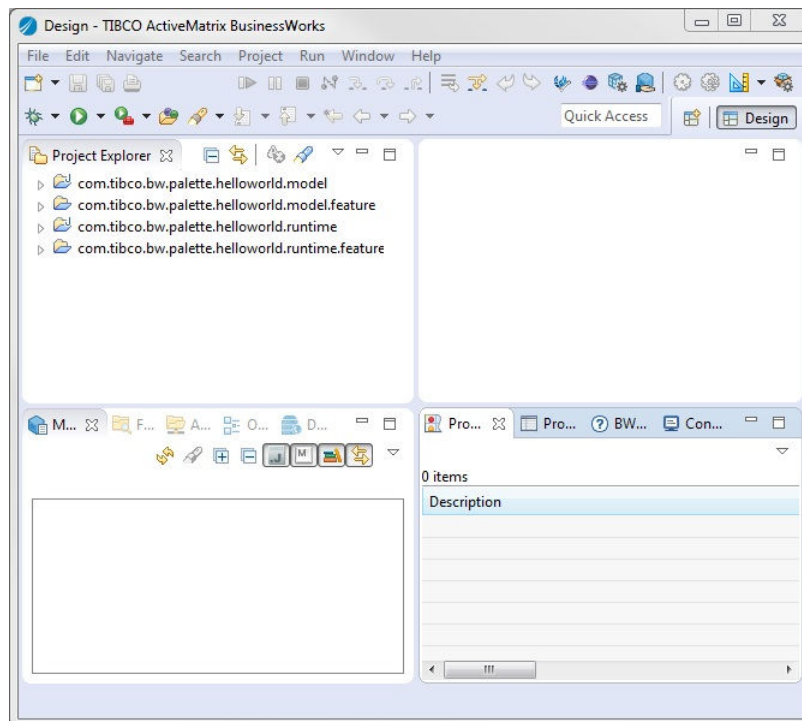 Design - TIBCO ActiveMatrix BusinessWorks
File Edit Navigate Search Project Run Window Help
Quick Access
Design
Project Explorer
com.tibco.bw.palette.helloworld.model
com.tibco.bw.palette.helloworld.model.feature
com.tibco.bw.palette.helloworld.runtime
com.tibco.bw.palette.helloworld.runtime.feature
M... F... A... O... D...
M
Pro... Pro... BW... Con...
0 items
Description